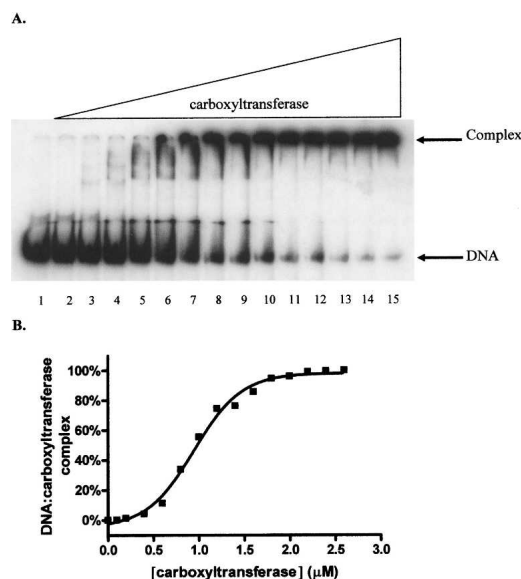 A.
carboxyltransferase
Complex
DNA
1 2 3 4 5 6 7 8 9 10 11 12 13 14 15
B.
DNA:carboxyltransferase
complex
100%
80%
60%
40%
20%
0%
0.0 0.5 1.0 1.5 2.0 2.5 3.0
[carboxyltransferase] (μM)